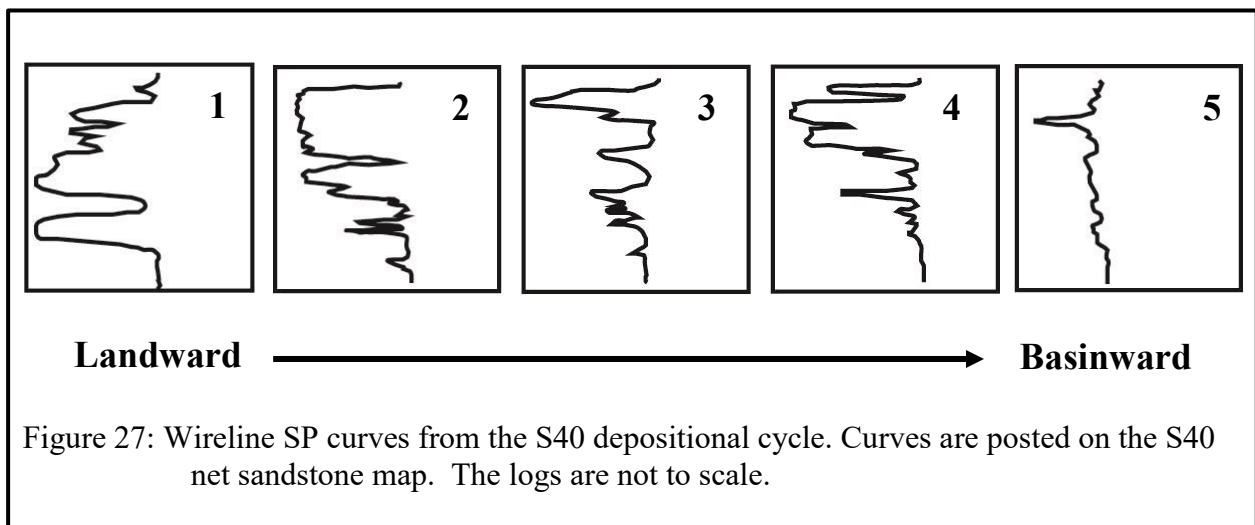 1
2
3
4
5
Landward
Basinward
Figure 27: Wireline SP curves from the S40 depositional cycle. Curves are posted on the S40
net sandstone map.  The logs are not to scale.